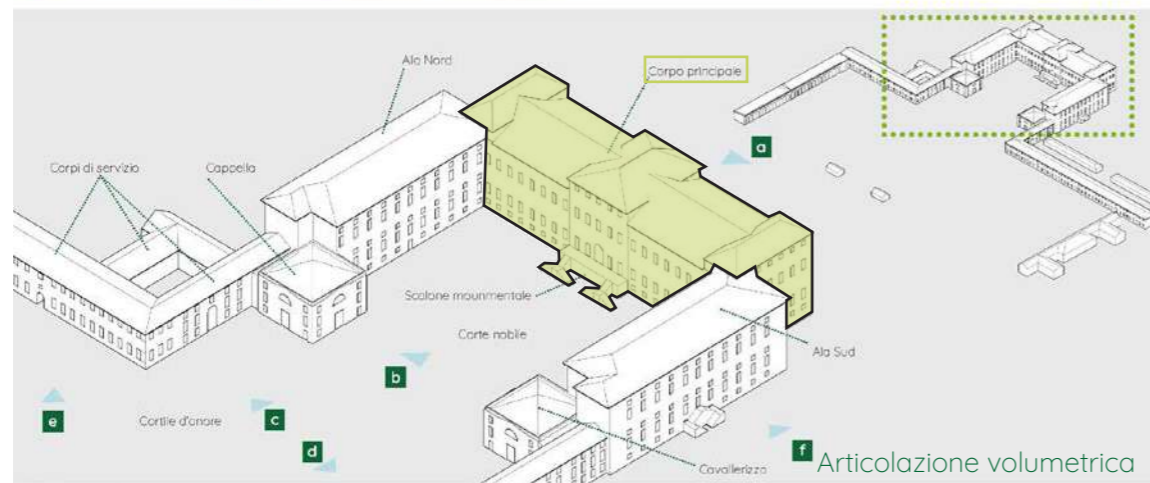 Ala Nord
Corpo principale
a
Corpi di servizio
Cappella
Scalone mounmentale
Corte nobile
Ala Sud
b
e
Cortile d'onore
c
d
Cavallerizza
f
Articolazione volumetrica